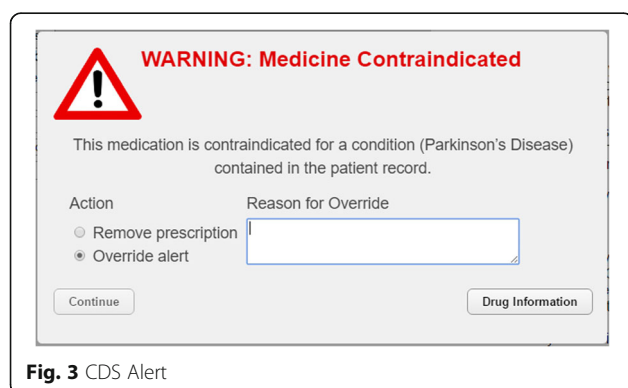 WARNING: Medicine Contraindicated
This medication is contraindicated for a condition (Parkinson's Disease)
contained in the patient record.
Action
Reason for Override
Remove prescription
Override alert
Continue
Drug Information
Fig. 3 CDS Alert